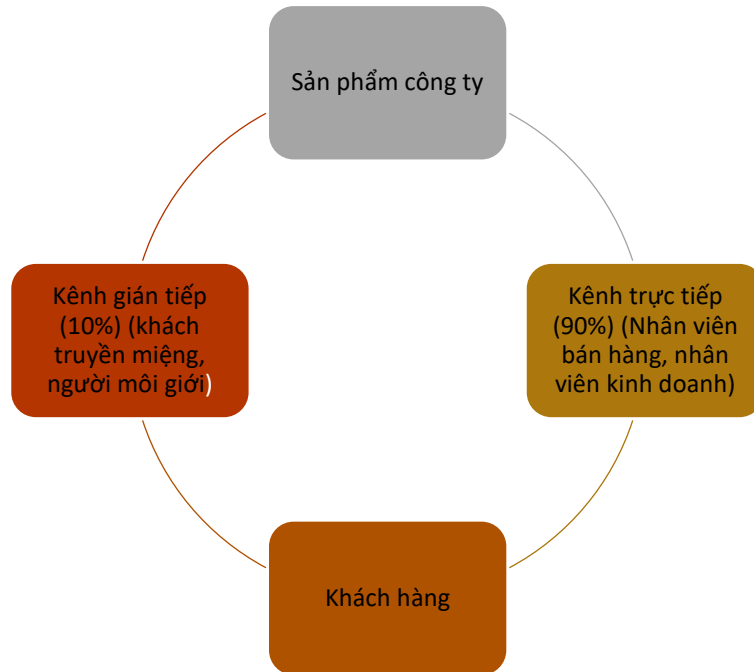 Sản phẩm công ty
Kênh gián tiếp
(10%) (khách
truyền miệng,
người môi giới)
Kênh trực tiếp
(90%) (Nhân viên
bán hàng, nhân
viên kinh doanh)
Khách hàng